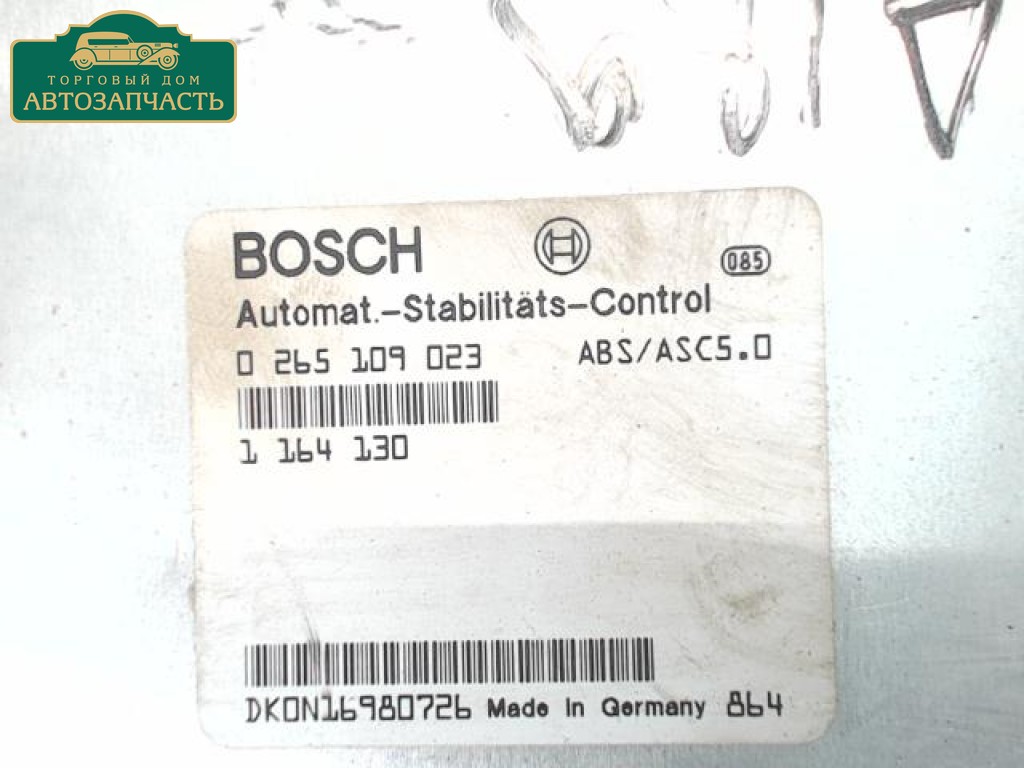 ТОРГОВЫЙ ДОМ
АВТОЗАПЧАСТЬ
BOSCH
085
Automat.-Stabilitäts-Control
0 265 109 023 ABS/ASC5.0
1 164 130
DK0N16980726 Made in Germany 864